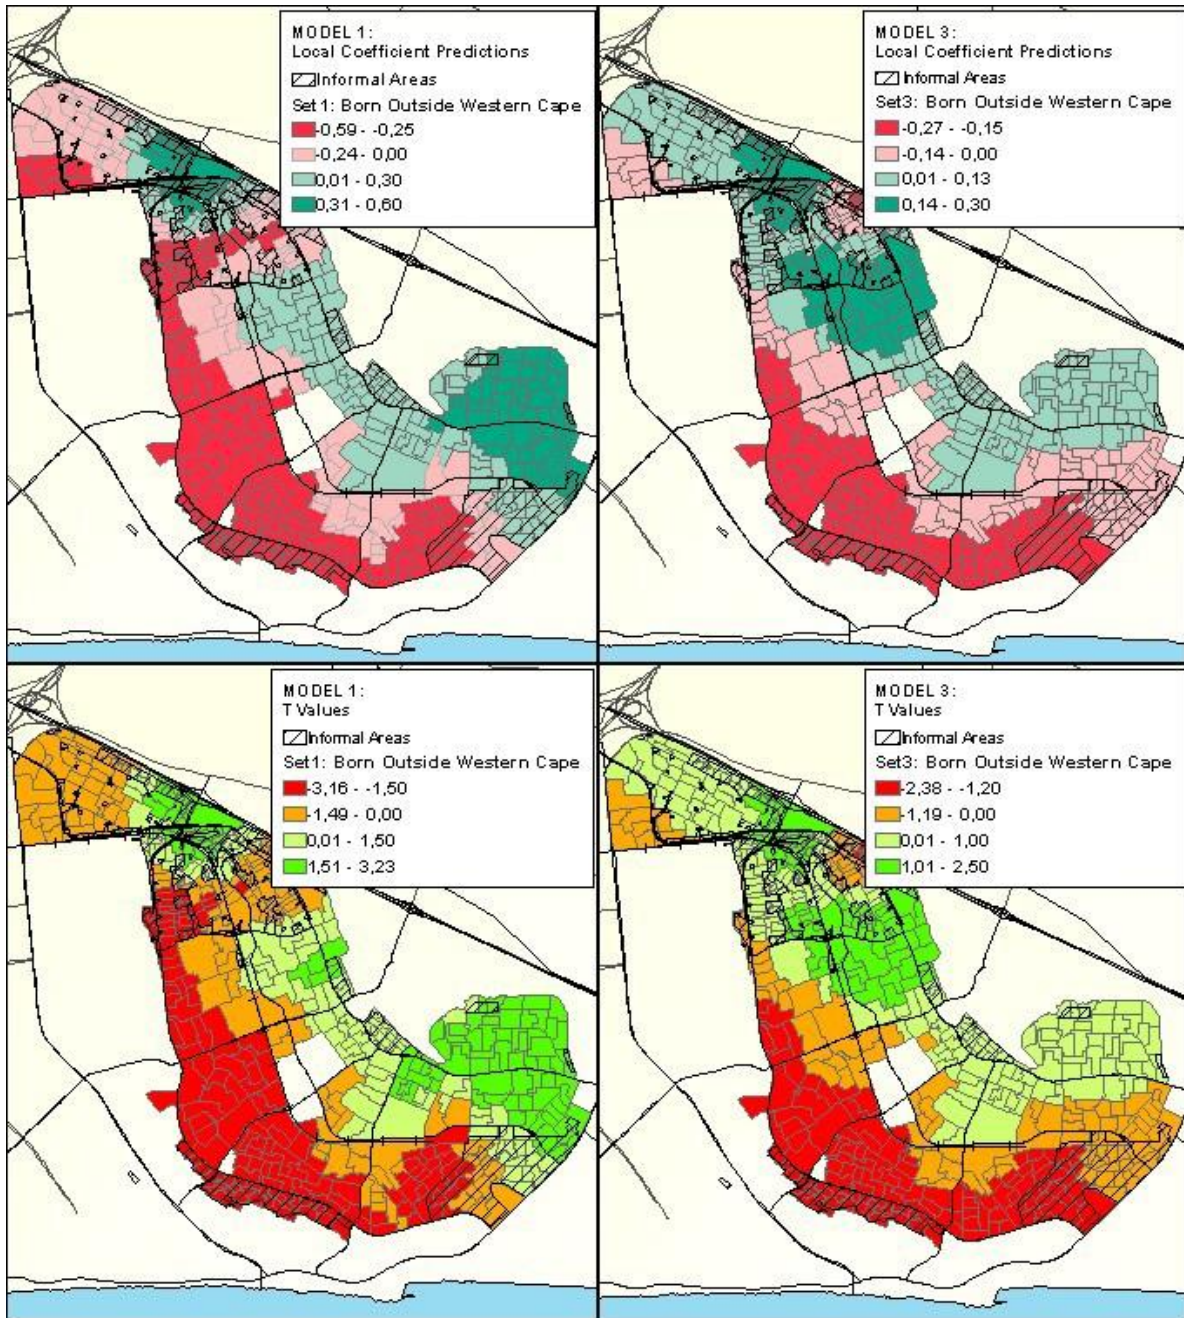 MODEL 1:
Local Coefficient Predictions
Informal Areas
Set1: Born Outside Western Cape
-0,59 - -0,25
-0,24 - 0,00
0,01 - 0,30
0,31 - 0,60
MODEL 3:
Local Coefficient Predictions
Informal Areas
Set3: Born Outside Western Cape
-0,27 - -0,15
-0,14 - 0,00
0,01 - 0,13
0,14 - 0,30
MODEL 1:
T Values
Informal Areas
Set1: Born Outside Western Cape
-3,16 - -1,50
-1,49 - 0,00
0,01 - 1,50
1,51 - 3,23
MODEL 3:
T Values
Informal Areas
Set3: Born Outside Western Cape
-2,38 - -1,20
-1,19 - 0,00
0,01 - 1,00
1,01 - 2,50